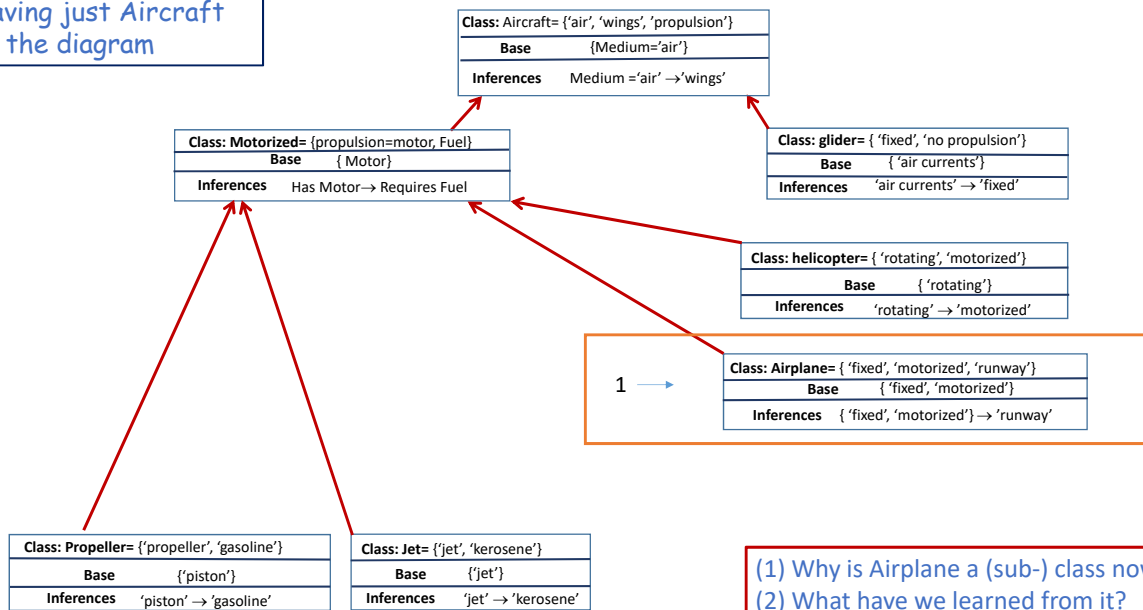 aving just Aircraft
the diagram
Class: Aircraft= {‘air’, ‘wings’, ’propulsion’}
Base {Medium=‘air’}
Inferences Medium =‘air’ →’wings’
Class: Motorized= {propulsion=motor, Fuel}
Base { Motor}
Inferences Has Motor→ Requires Fuel
Class: glider= { ‘fixed’, ‘no propulsion’}
Base { ‘air currents’}
Inferences ‘air currents’ → ’fixed’
Class: helicopter= { ‘rotating’, ‘motorized’}
Base { ‘rotating’}
Inferences ‘rotating’ → ’motorized’
1
Class: Airplane= { ‘fixed’, ‘motorized’, ‘runway’}
Base { ‘fixed’, ‘motorized’}
Inferences { ‘fixed’, ‘motorized’} → ’runway’
Class: Propeller= {‘propeller’, ‘gasoline’}
Base {‘piston’}
Inferences ‘piston’ → ’gasoline’
Class: Jet= {‘jet’, ‘kerosene’}
Base {‘jet’}
Inferences ‘jet’ → ’kerosene’
(1) Why is Airplane a (sub-) class
(2) What have we learned from it?